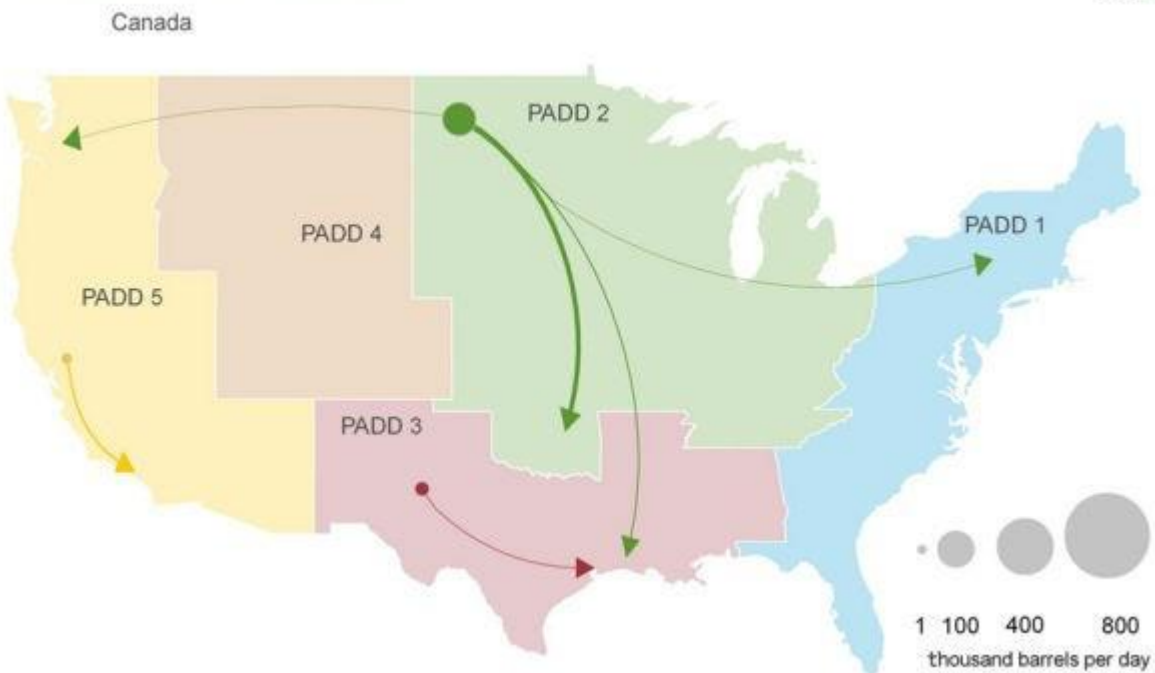 Canada
PADD 2
PADD 1
PADD 4
PADD 5
PADD 3
1 100 400 800
thousand barrels per day